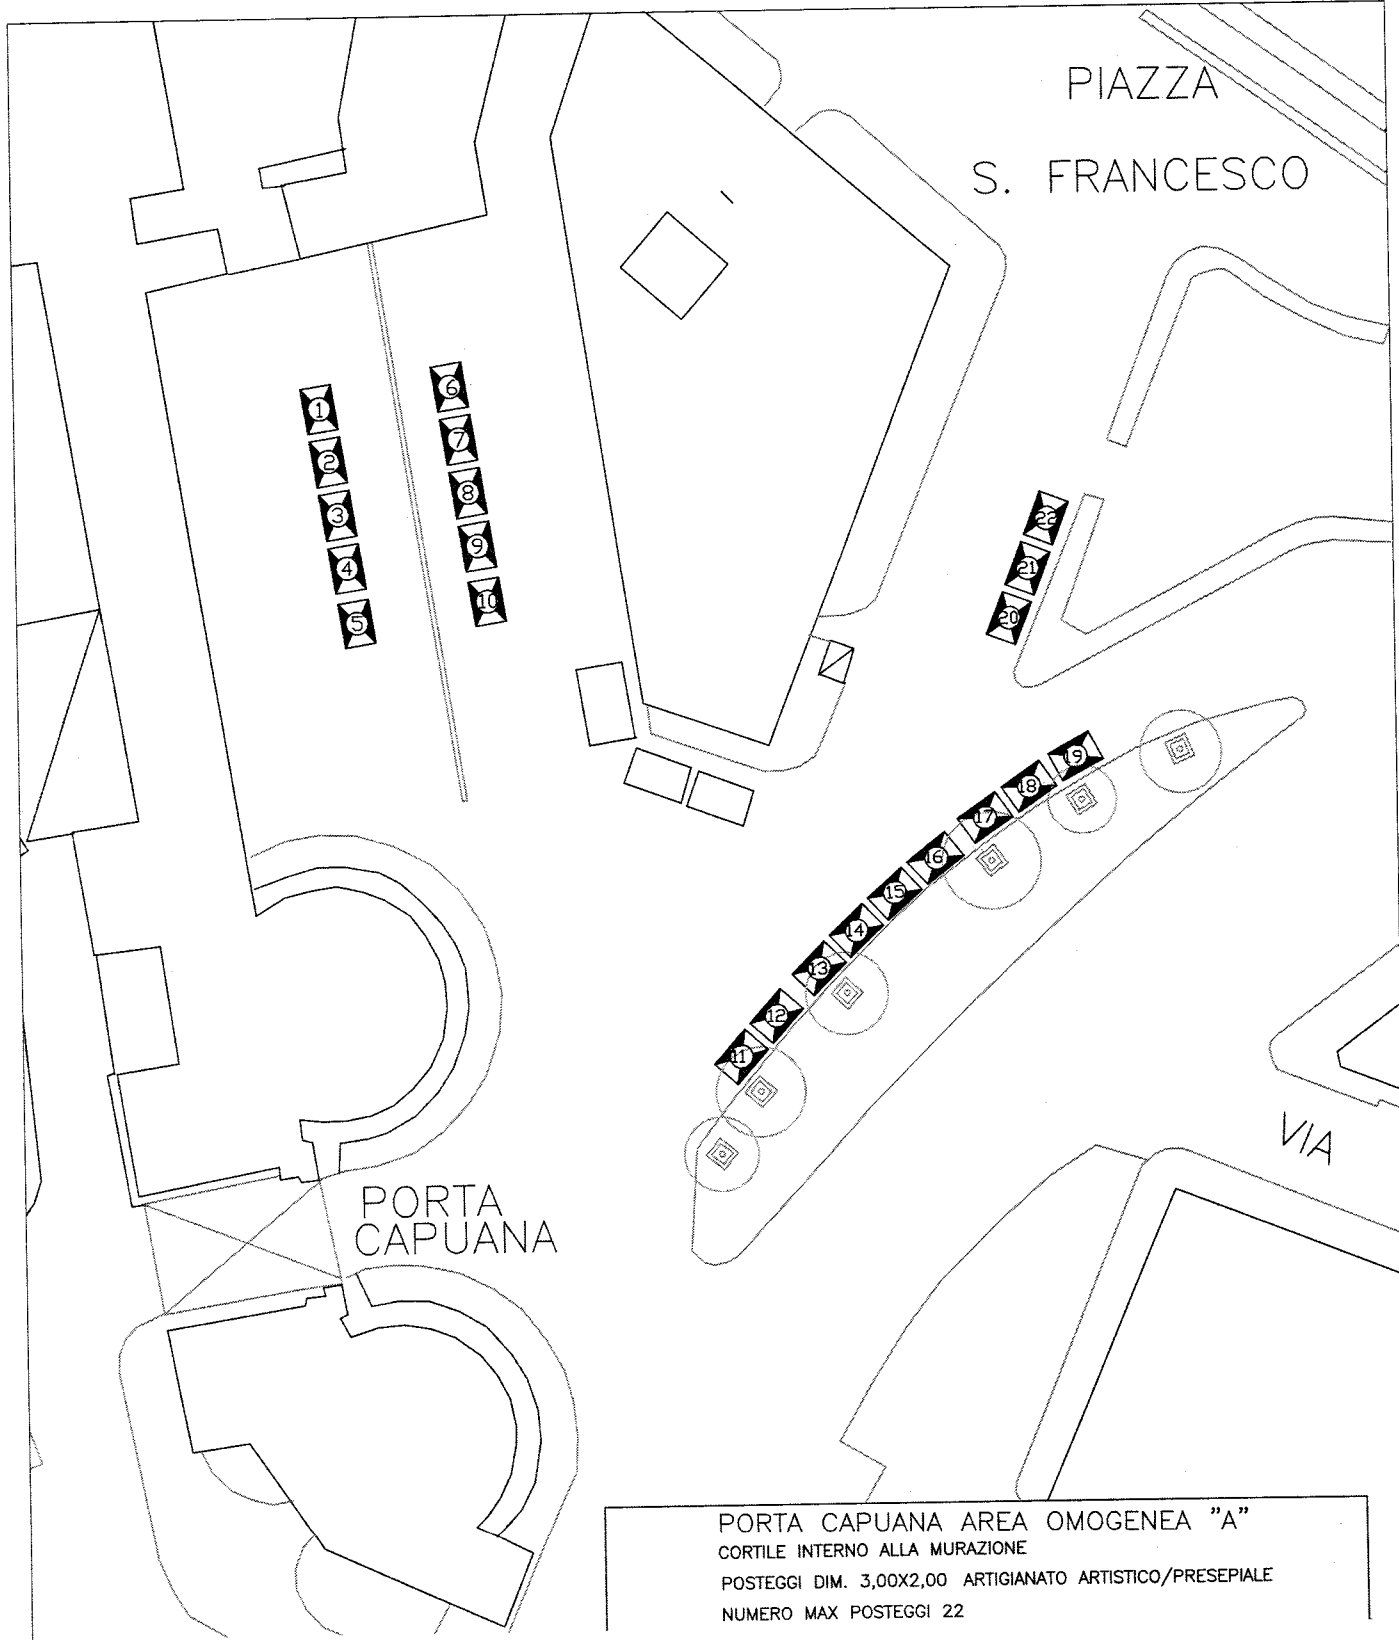 PIAZZA
S. FRANCESCO
1
2
3
4
5
6
7
8
9
10
22
21
20
19
18
17
16
15
14
13
12
11
VIA
PORTA
CAPUANA
PORTA CAPUANA AREA OMOGENEA "A"
CORTILE INTERNO ALLA MURAZIONE
POSTEGGI DIM. 3,00X2,00 ARTIGIANATO ARTISTICO/PRESEPIALE
NUMERO MAX POSTEGGI 22